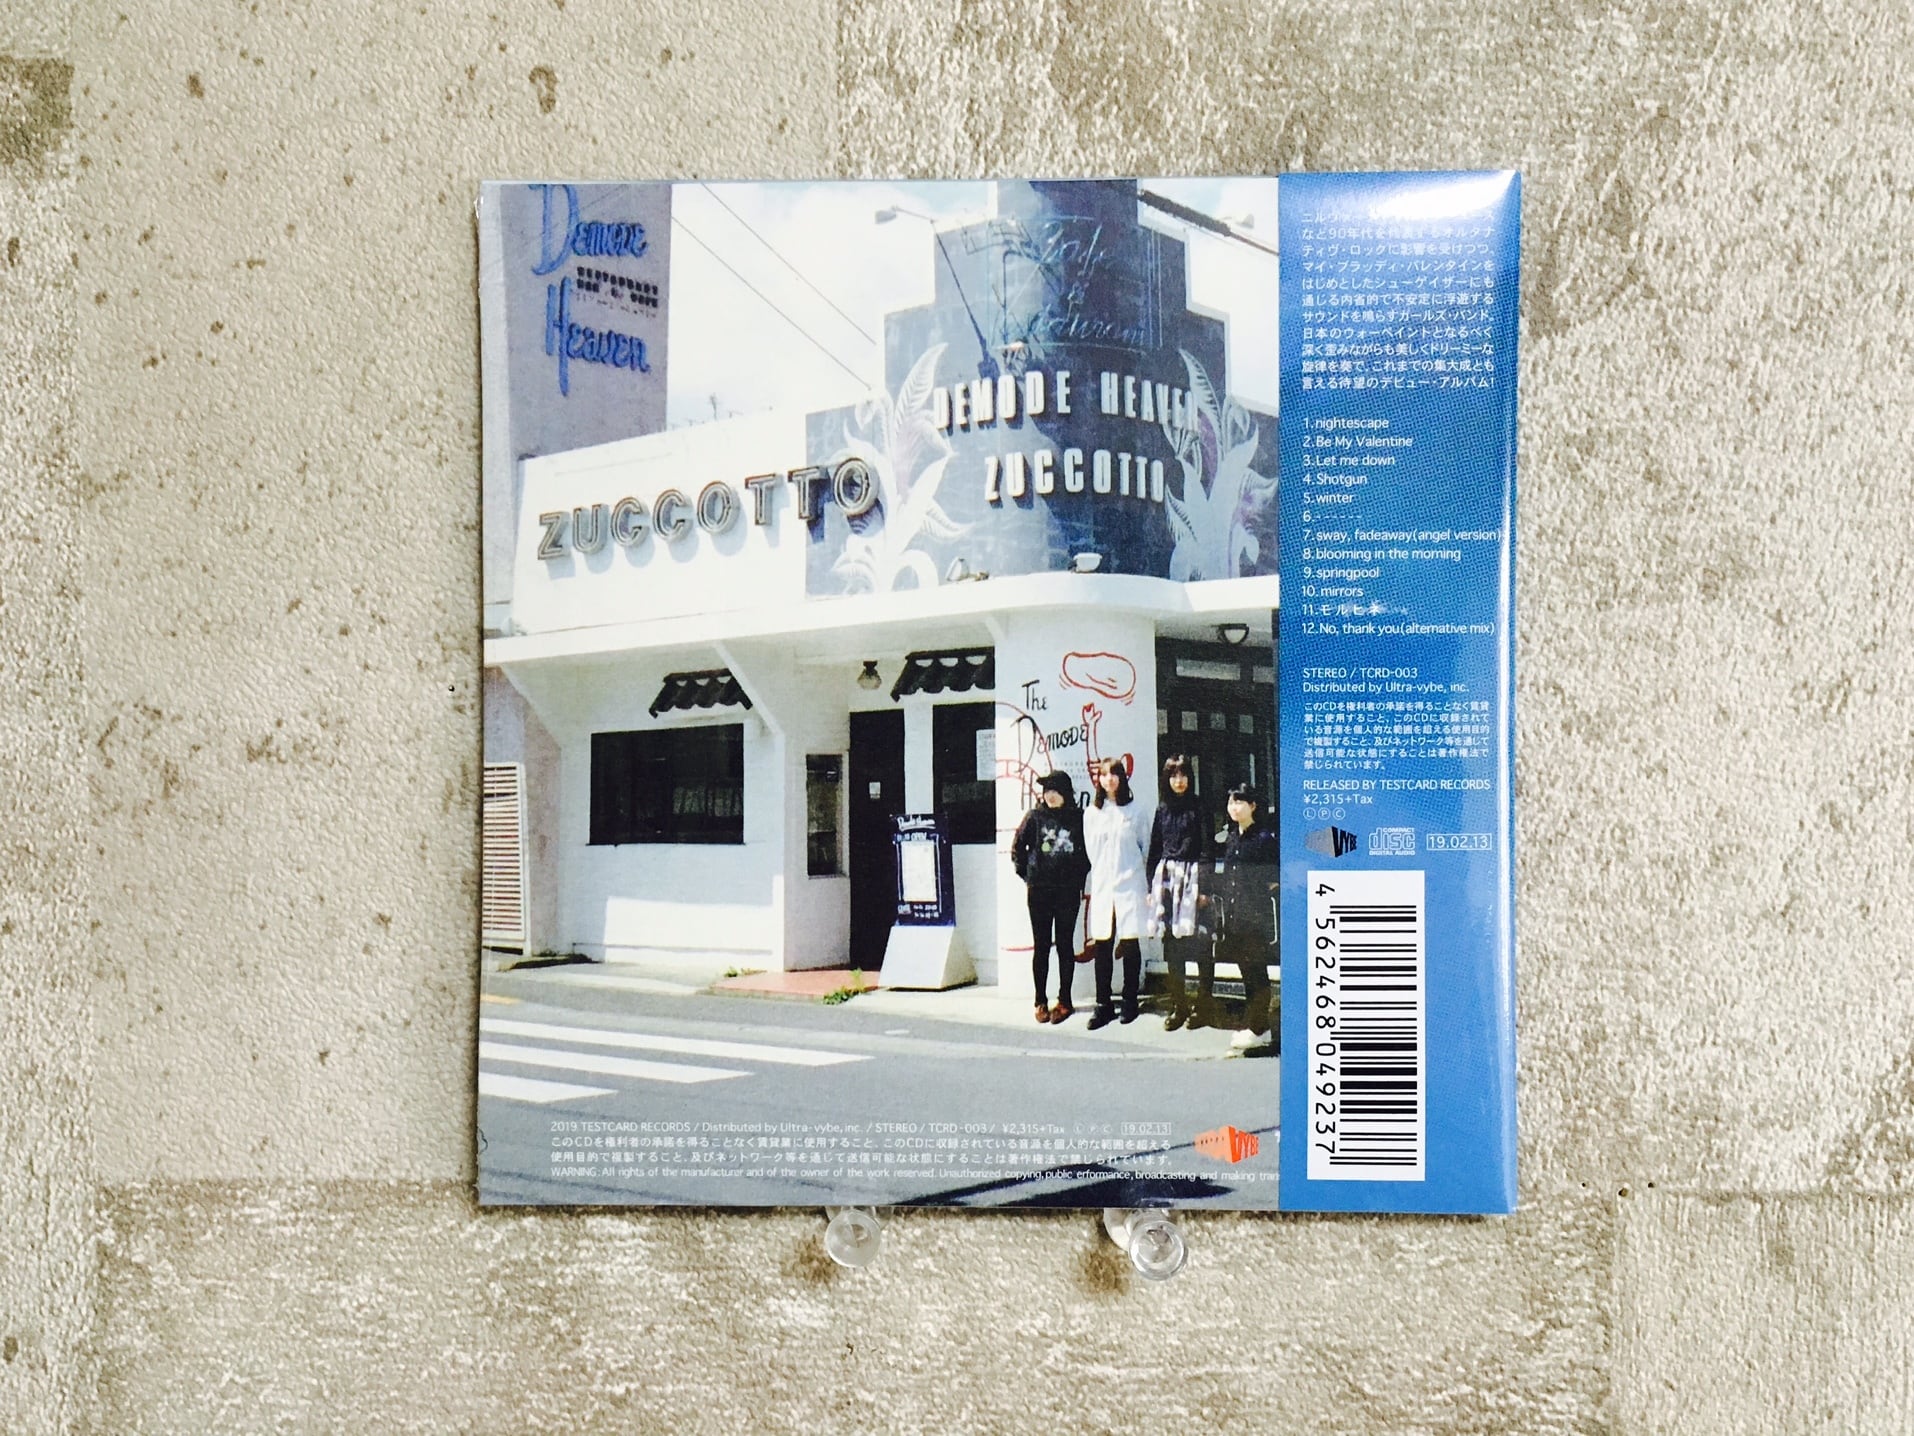 Demode
Heaven
ZUCCOTTO
DEMODE HEAVEN
ZUCCOTTO
The
Demode
2019 TESTCARD RECORDS / Distributed by Ultra-vybe, inc. / STEREO / TCRD-003 / ¥2,315+Tax Ⓛ Ⓟ Ⓒ 19.02.13
このCDを権利者の承諾を得ることなく賃貸業に使用すること、このCDに収録されている音源を個人的な範囲を超える
使用目的で複製すること、及びネットワーク等を通じて送信可能な状態にすることは著作権法で禁じられています。
WARNING: All rights of the manufacturer and of the owner of the work reserved. Unauthorized copying, public erformance, broadcasting and making tran
VYBE
など90年代を代表するオルタナ
ティヴ・ロックに影響を受けつつ、
マイ・ブラッディ・バレンタインを
はじめとしたシューゲイザーにも
通じる内省的で不安定に浮遊する
サウンドを鳴らすガールズ・バンド。
日本のウォーペイントとなるべく
深く歪みながらも美しくドリーミーな
旋律を奏で、これまでの集大成とも
言える待望のデビュー・アルバム!
1. nightescape
2. Be My Valentine
3. Let me down
4. Shotgun
5. winter
6. - - - - - -
7. sway, fadeaway(angel version)
8. blooming in the morning
9. springpool
10. mirrors
11. モルヒネ
12. No, thank you(alternative mix)
STEREO / TCRD-003
Distributed by Ultra-vybe, inc.
このCDを権利者の承諾を得ることなく賃貸
業に使用すること、このCDに収録されて
いる音源を個人的な範囲を超える使用目的
で複製すること、及びネットワーク等を通じて
送信可能な状態にすることは著作権法で
禁じられています。
RELEASED BY TESTCARD RECORDS
¥2,315+Tax
Ⓛ Ⓟ Ⓒ
VYBE COMPACT disc DIGITAL AUDIO 19.02.13
4 562468 049237